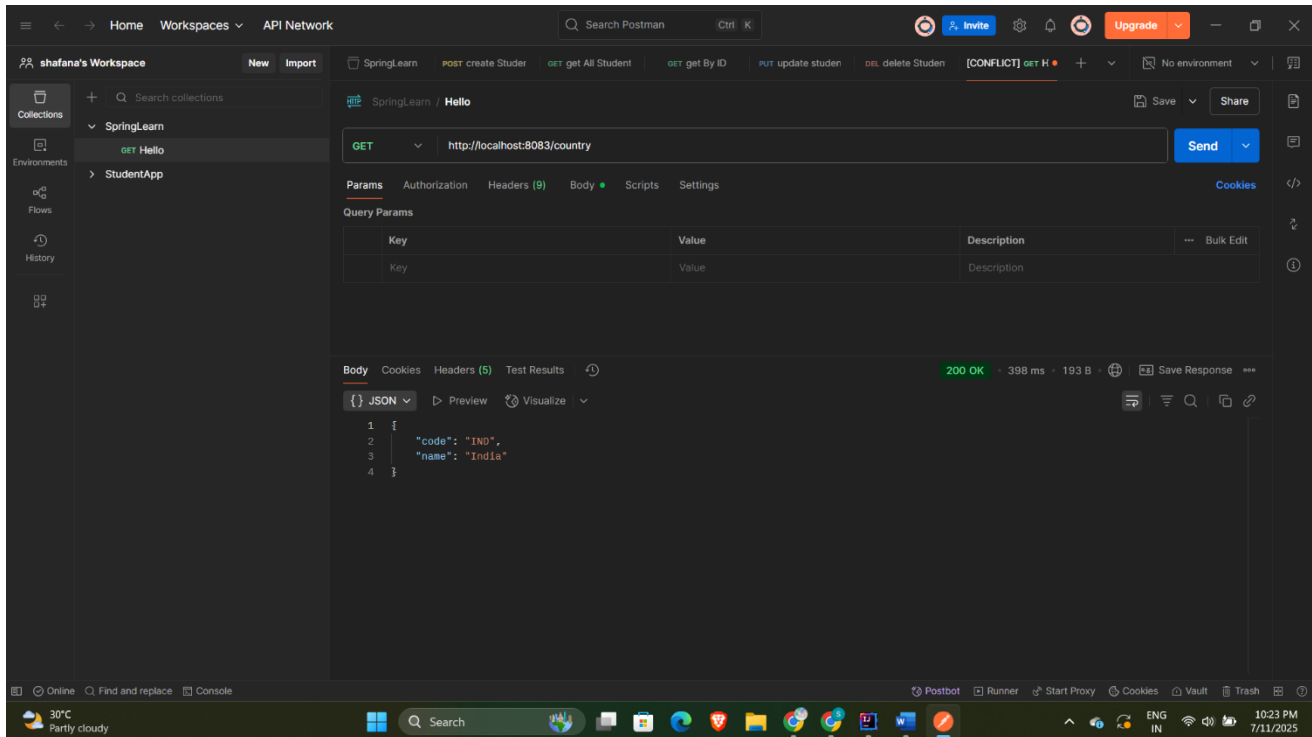 Home Workspaces API Network Search Postman Ctrl K Invite Upgrade
shafana's Workspace New Import SpringLearn POST create Studer GET get All Student GET get By ID PUT update studen DEL delete Studen [CONFLICT] GET H No environment
Collections
Environments
Flows
History
Search collections
SpringLearn
GET Hello
StudentApp
HTTP SpringLearn / Hello Save Share
GET http://localhost:8083/country Send
Params Authorization Headers (9) Body Scripts Settings Cookies
Query Params
Key Value Description Bulk Edit
Key Value Description
Body Cookies Headers (5) Test Results 200 OK 398 ms 193 B Save Response
{} JSON Preview Visualize
1 {
2 "code": "IND",
3 "name": "India"
4 }
Online Find and replace Console Postbot Runner Start Proxy Cookies Vault Trash
30°C
Partly cloudy
Search
ENG
IN
10:23 PM
7/11/2025